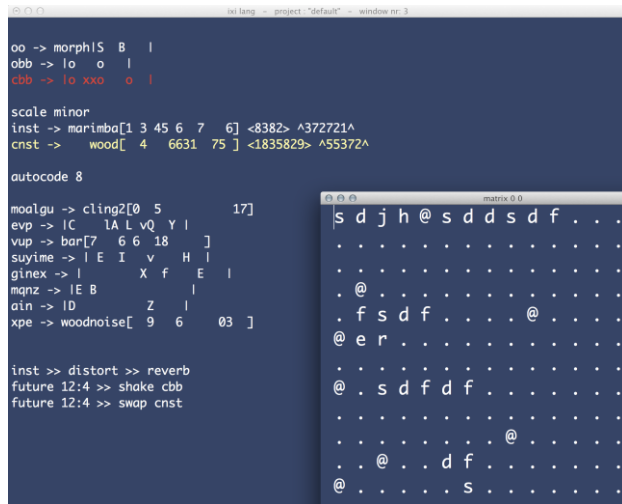 ixi lang - project : "default" - window nr: 3
oo -> morph|S  B   |
obb -> |o   o   |
cbb -> |o xxo   o  |
scale minor
inst -> marimba[1 3 45 6  7   6] <8382> ^372721^
cnst ->    wood[  4   6631  75 ] <1835829> ^55372^
autocode 8
moalgu -> cling2[0  5          17]
evp -> |C    lA L vQ  Y |
vup -> bar[7   6 6  18     ]
suyime -> | E  I   v    H  |
ginex -> |        X  f    E   |
mqnz -> |E B             |
ain -> |D          Z     |
xpe -> woodnoise[  9   6     03  ]
inst >> distort >> reverb
future 12:4 >> shake cbb
future 12:4 >> swap cnst
matrix 0 0
s d j h @ s d d s d f . . .
. . . . . . . . . . . . . .
. . . . . . . . . . . . . .
. @ . . . . . . . . . . . .
. f s d f . . . . @ . . . .
@ e r . . . . . . . . . . .
. . . . . . . . . . . . . .
@ . s d f d f . . . . . . .
. . . . . . . . . . . . . .
. . . . . . . . @ . . . . .
. . @ . . d f . . . . . . .
@ . . . . . s . . . . . . .